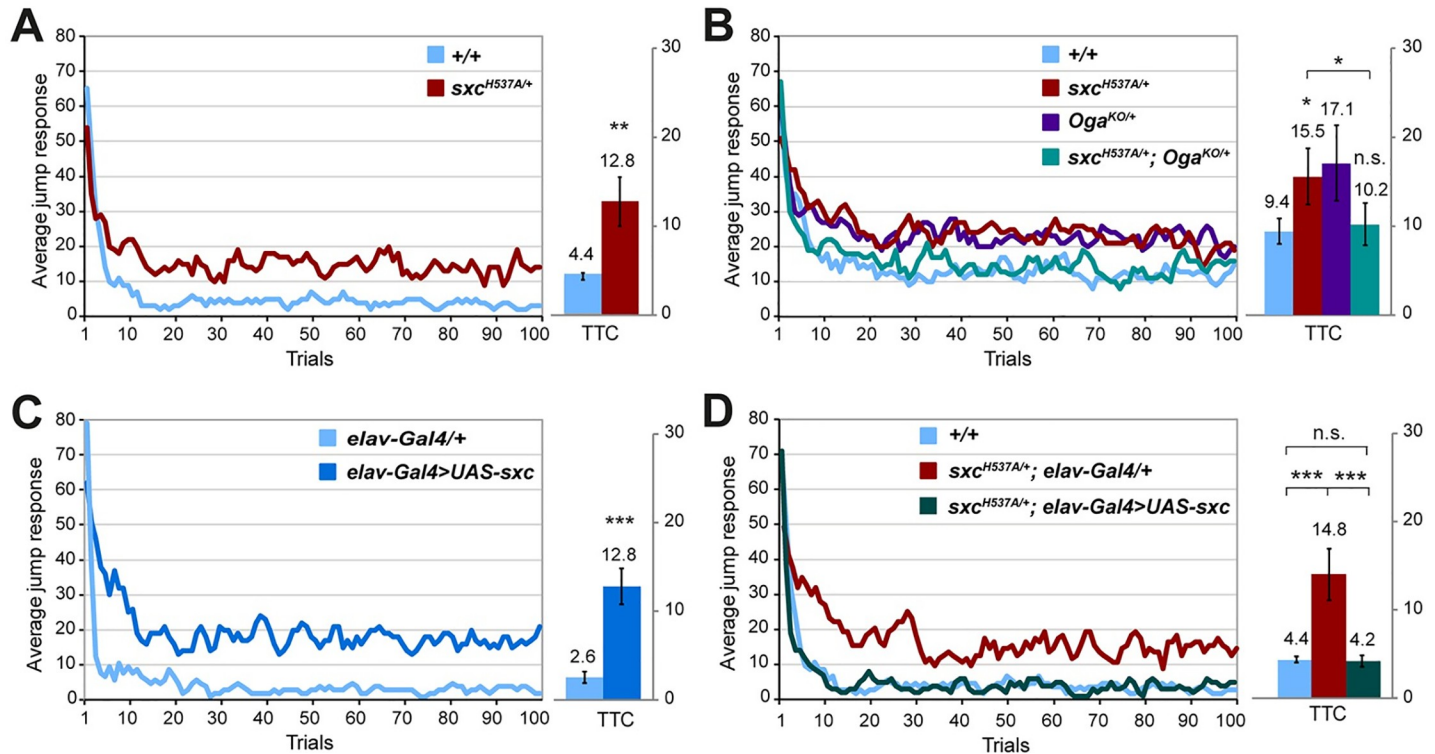 A
Average jump response
80
70
60
50
40
30
20
10
0
1 10 20 30 40 50 60 70 80 90 100
Trials
+/+
sxcH537A/+
**
12.8
4.4
TTC
30
20
10
0
B
Average jump response
80
70
60
50
40
30
20
10
0
1 10 20 30 40 50 60 70 80 90 100
Trials
+/+
sxcH537A/+
OgaKO/+
sxcH537A/+; OgaKO/+
*
*
17.1
15.5
n.s.
9.4
10.2
TTC
30
20
10
0
C
Average jump response
80
70
60
50
40
30
20
10
0
1 10 20 30 40 50 60 70 80 90 100
Trials
elav-Gal4/+
elav-Gal4>UAS-sxc
***
12.8
2.6
TTC
30
20
10
0
D
Average jump response
80
70
60
50
40
30
20
10
0
1 10 20 30 40 50 60 70 80 90 100
Trials
+/+
sxcH537A/+; elav-Gal4/+
sxcH537A/+; elav-Gal4>UAS-sxc
n.s.
*** ***
14.8
4.4
4.2
TTC
30
20
10
0